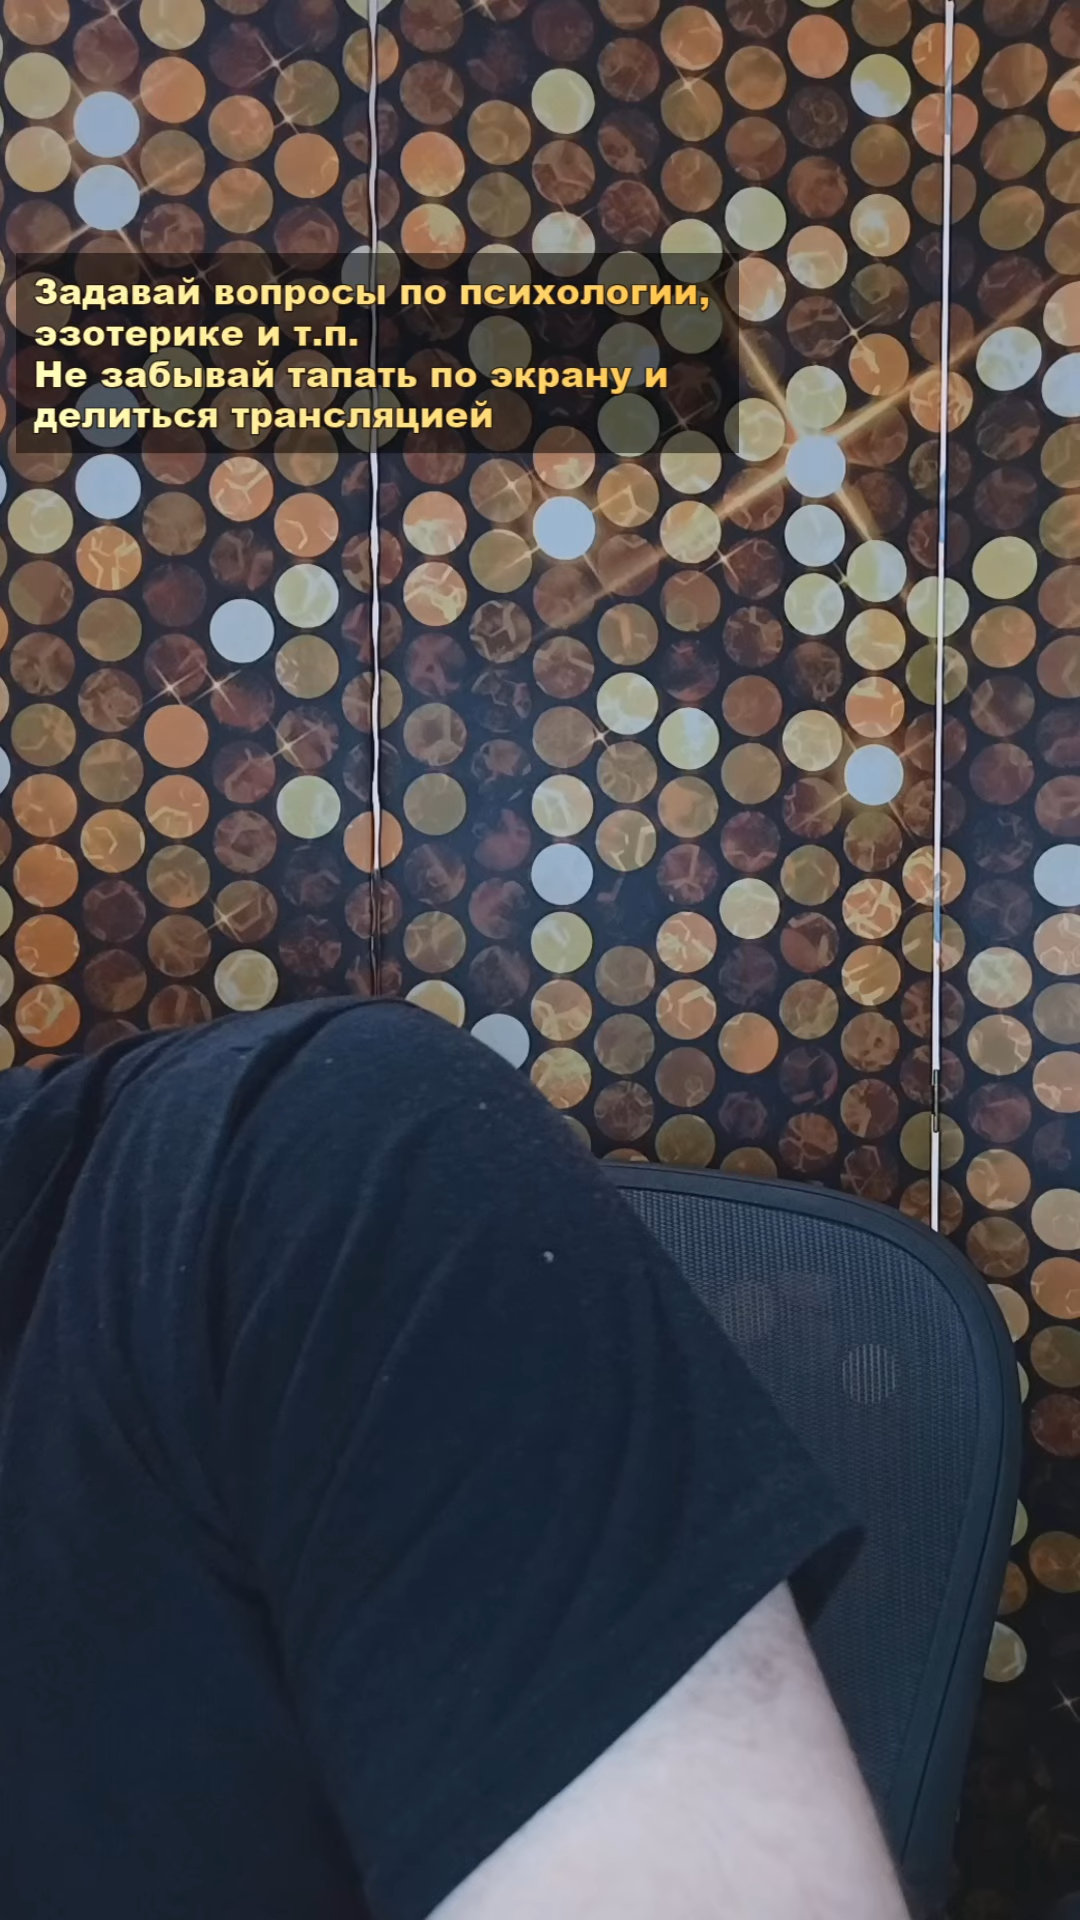 Задавай вопросы по психологии,
эзотерике и т.п.
Не забывай тапать по экрану и
делиться трансляцией